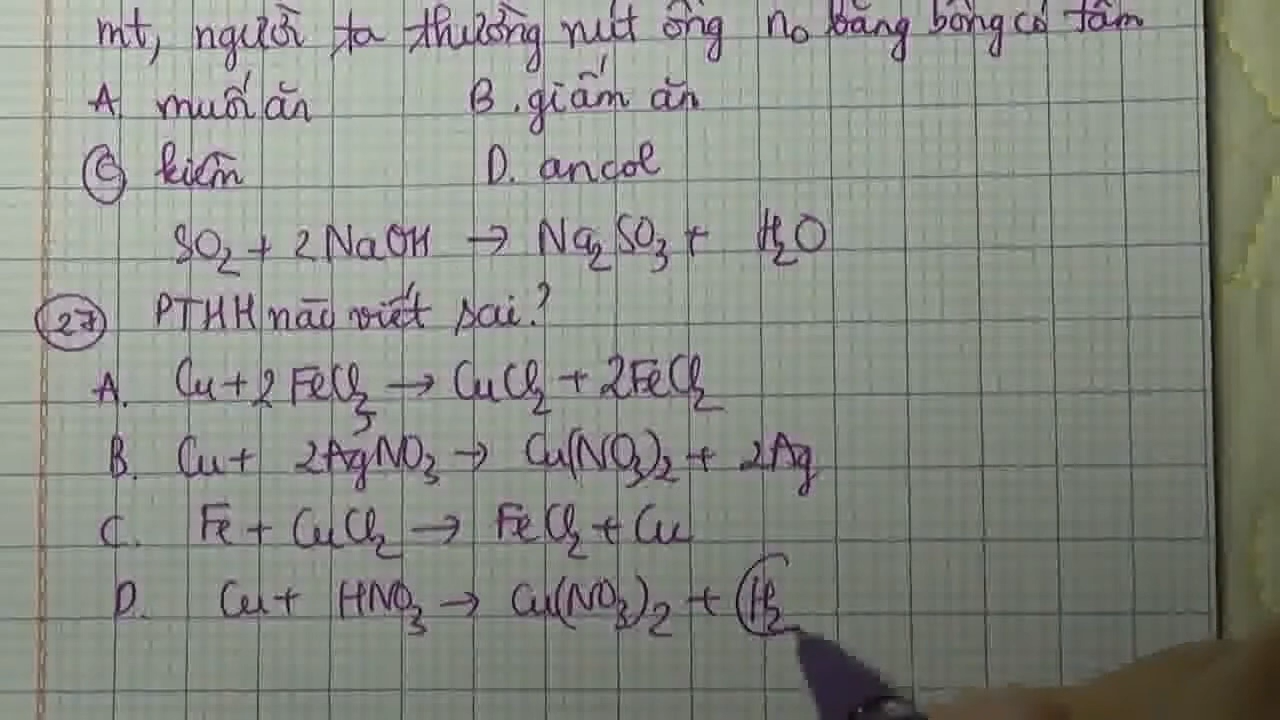 mt, người ta thường nút ống no bằng bông có tẩm
A muối ăn B. giấm ăn
C kiềm D. ancol
SO2 + 2NaOH → Na2SO3 + H2O
27 PTHH nào viết sai?
A. Cu + 2FeCl3 → CuCl2 + 2FeCl2
B. Cu + 2AgNO3 → Cu(NO3)2 + 2Ag
C. Fe + CuCl2 → FeCl2 + Cu
D. Cu + HNO3 → Cu(NO3)2 + H2